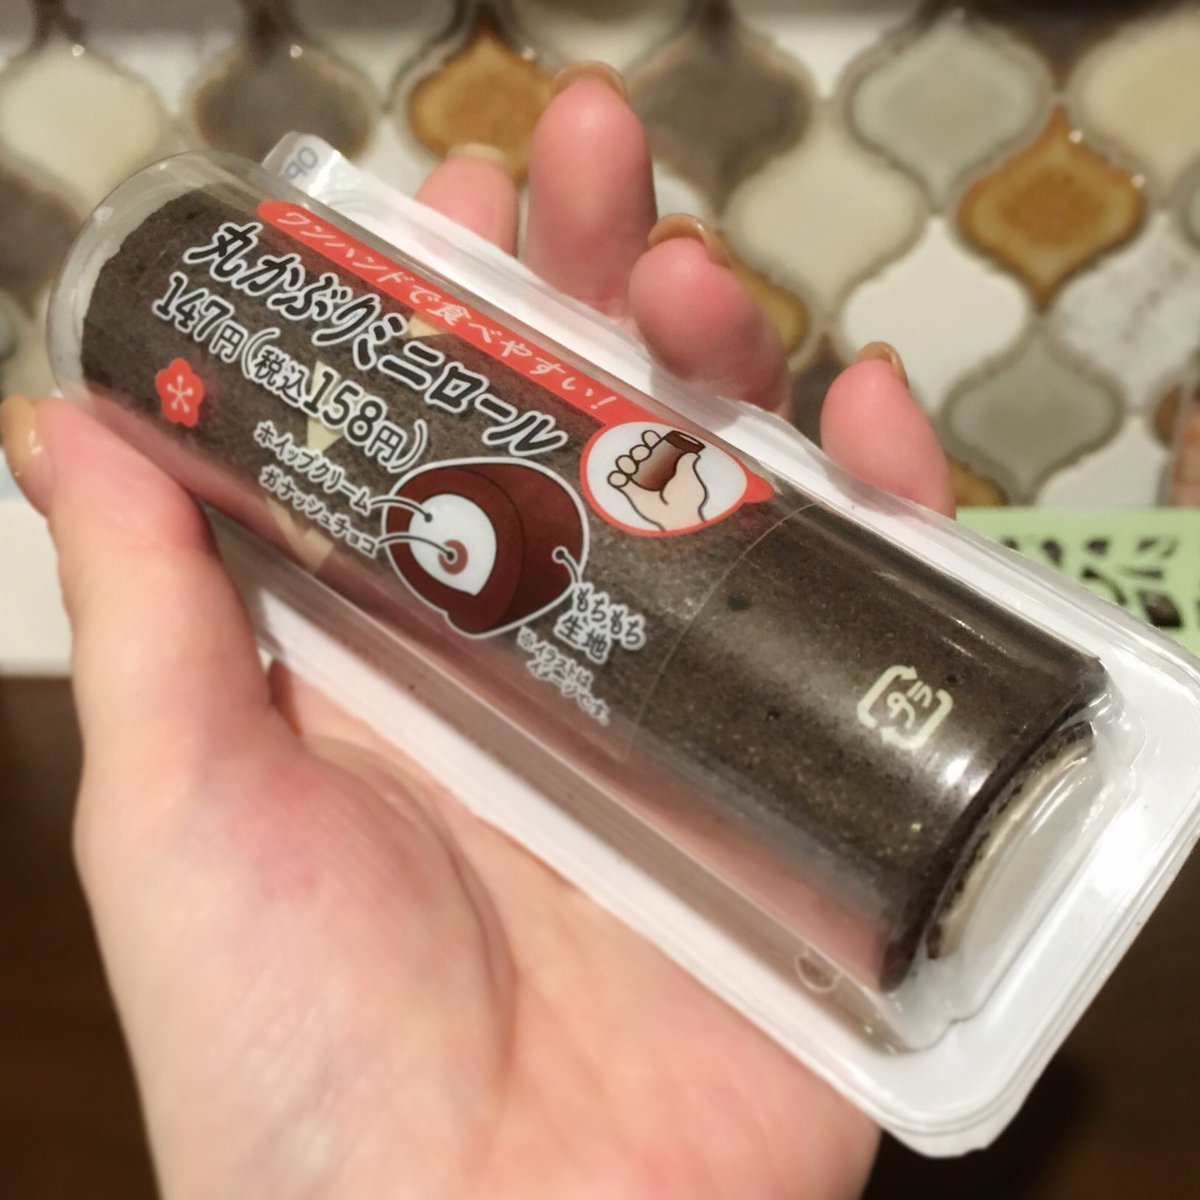 ワンハンドで食べやすい!
丸かぶりミニロール
147円(税込158円)
ホイップクリーム
ガナッシュチョコ
もちもち
生地
※イラストは
イメージです。
プラ
OP